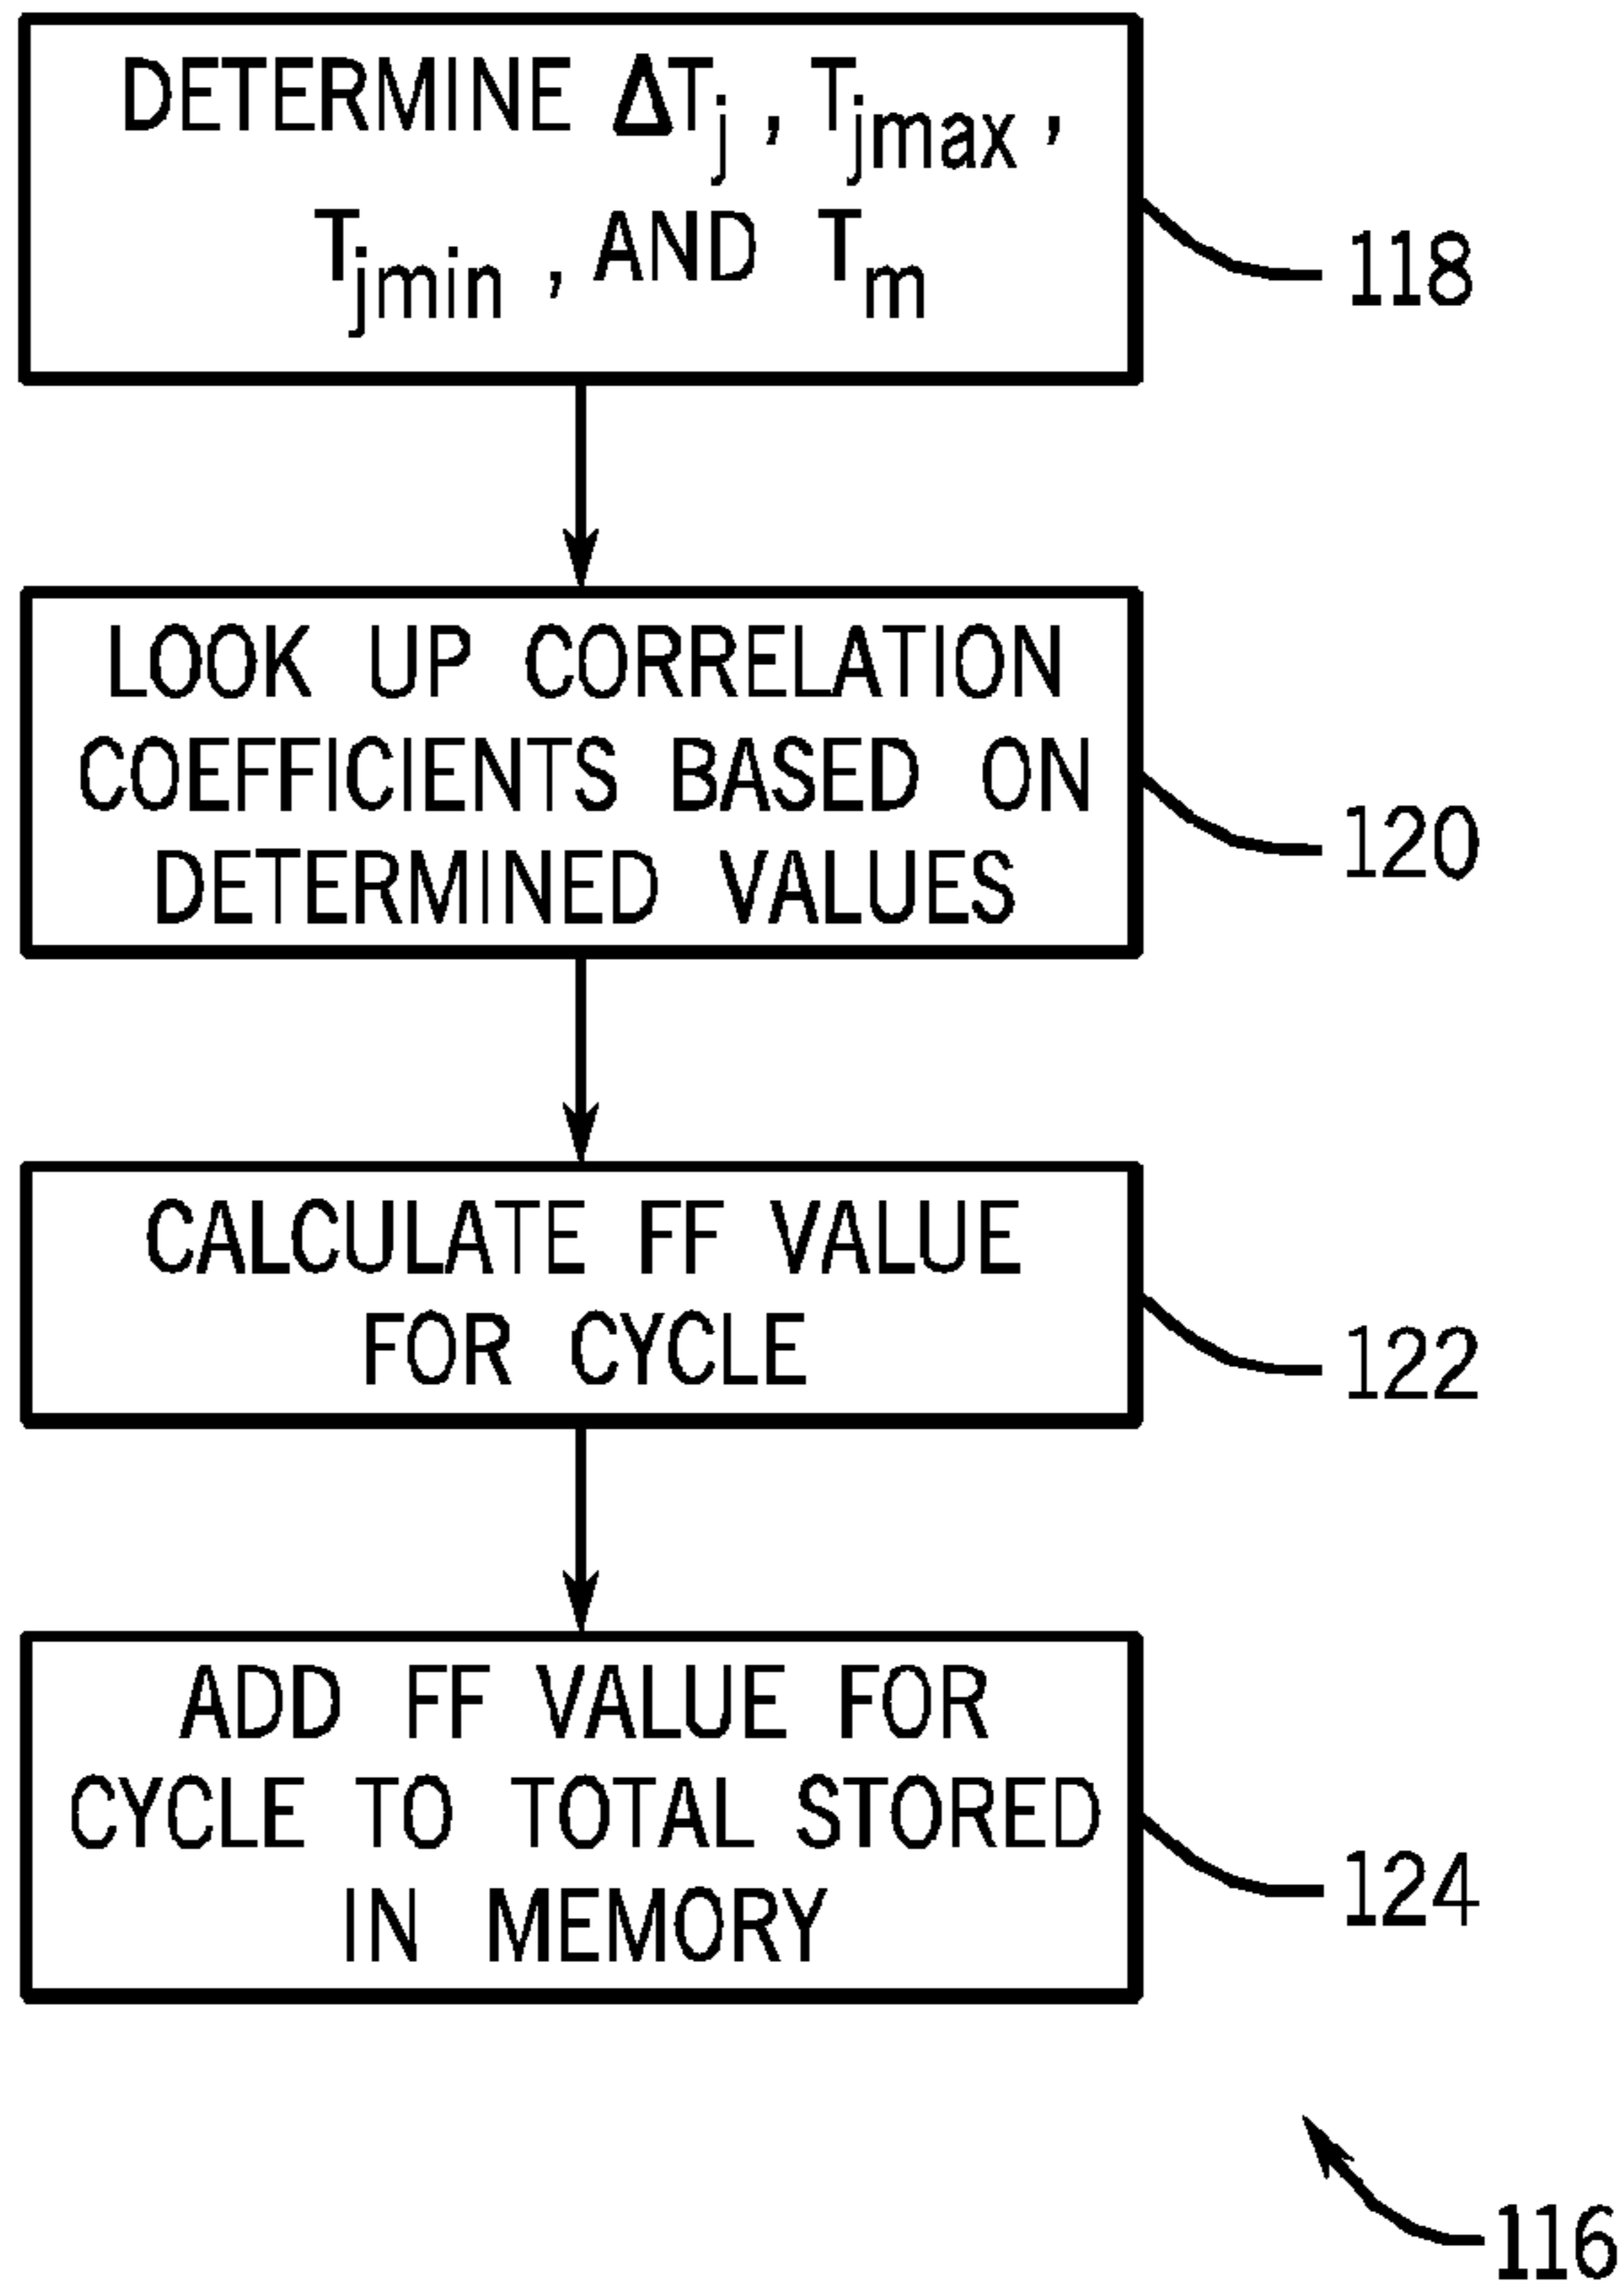 DETERMINE ΔTj, Tjmax,
Tjmin, AND Tm
118
LOOK UP CORRELATION
COEFFICIENTS BASED ON
DETERMINED VALUES
120
CALCULATE FF VALUE
FOR CYCLE
122
ADD FF VALUE FOR
CYCLE TO TOTAL STORED
IN MEMORY
124
116